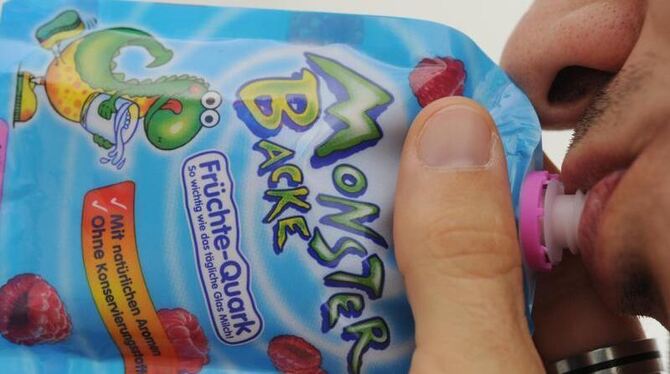 MONSTER
BACKE
Früchte-Quark
So wichtig wie das tägliche Glas Milch!
Mit natürlichen Aromen
Ohne Konservierungsstoffe